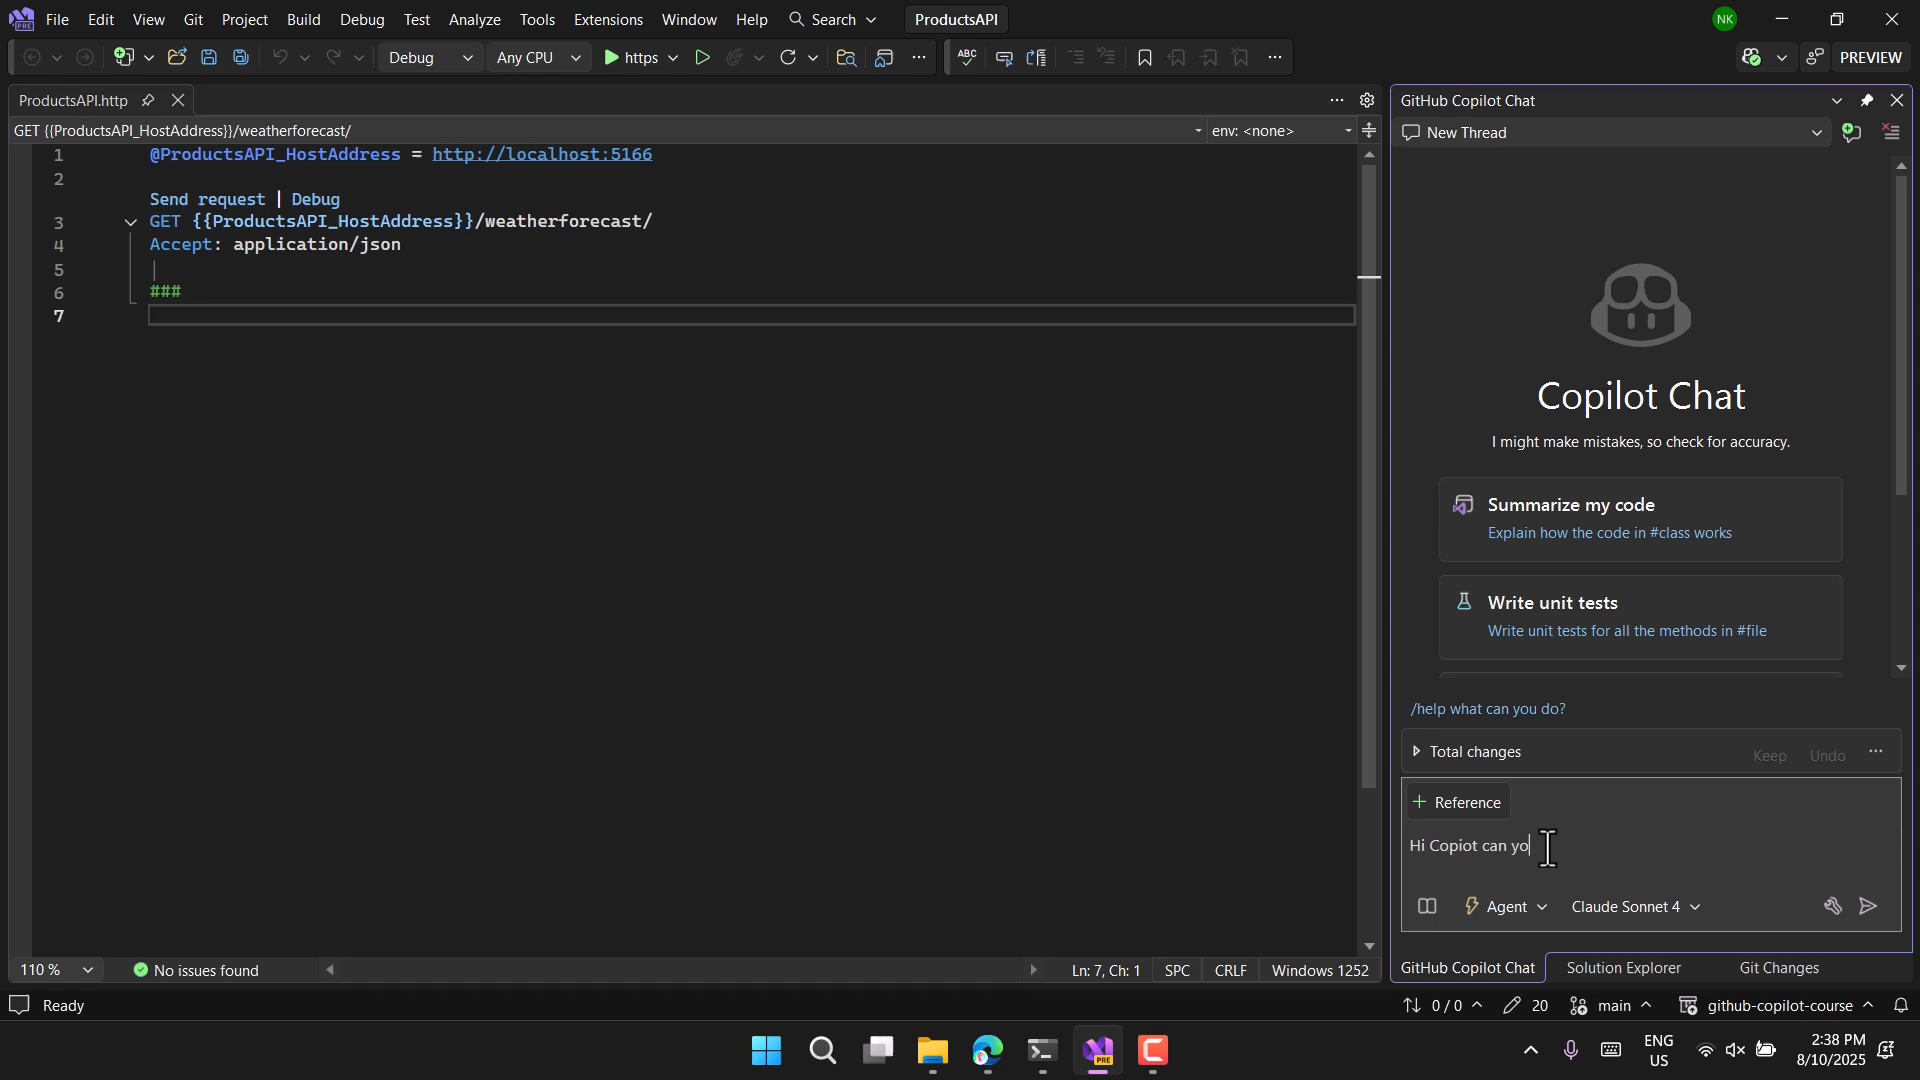 File Edit View Git Project Build Debug Test Analyze Tools Extensions Window Help Search ProductsAPI NK
Debug Any CPU https ABC PREVIEW
ProductsAPI.http
GET {{ProductsAPI_HostAddress}}/weatherforecast/ env: <none>
1 @ProductsAPI_HostAddress = http://localhost:5166
2
Send request | Debug
3 GET {{ProductsAPI_HostAddress}}/weatherforecast/
4 Accept: application/json
5
6 ###
7
110 % No issues found Ln: 7, Ch: 1 SPC CRLF Windows 1252
GitHub Copilot Chat
New Thread
Copilot Chat
I might make mistakes, so check for accuracy.
Summarize my code
Explain how the code in #class works
Write unit tests
Write unit tests for all the methods in #file
/help what can you do?
Total changes Keep Undo ...
+ Reference
Hi Copiot can yo
Agent Claude Sonnet 4
GitHub Copilot Chat Solution Explorer Git Changes
Ready 0 / 0 20 main github-copilot-course
PRE
ENG
US
2:38 PM
8/10/2025